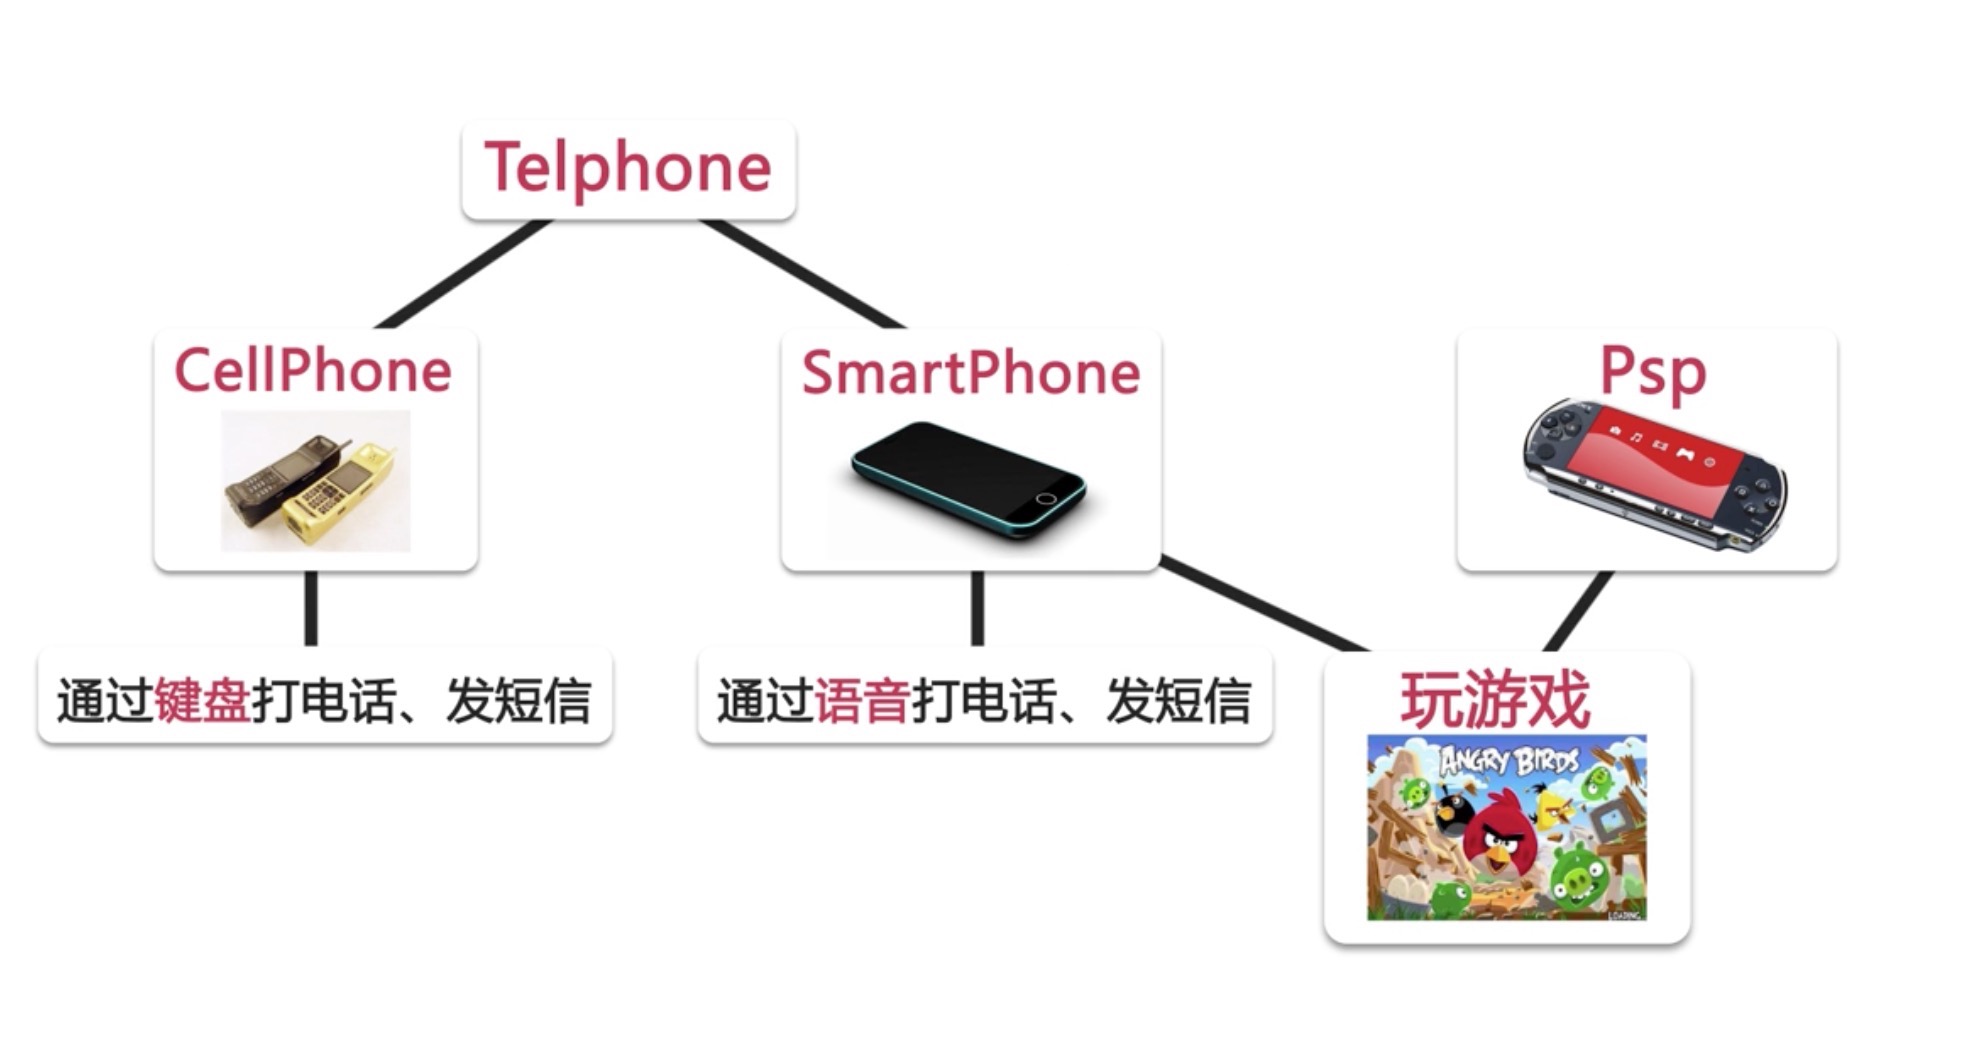 Telphone
CellPhone
SmartPhone
Psp
通过键盘打电话、发短信
通过语音打电话、发短信
玩游戏
ANGRY BIRDS
LOADING